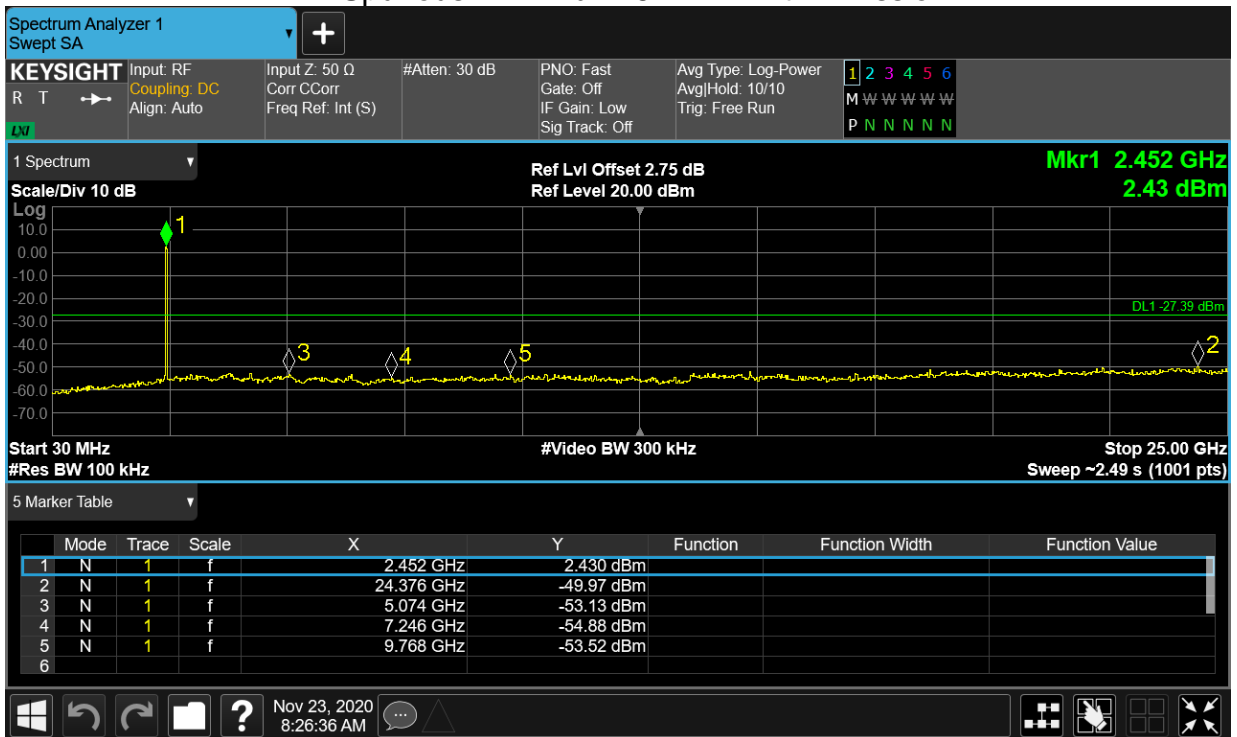 Spectrum Analyzer 1
Swept SA
KEYSIGHT
R T
LXI
Input: RF
Coupling: DC
Align: Auto
Input Z: 50 Ω
Corr CCorr
Freq Ref: Int (S)
#Atten: 30 dB
PNO: Fast
Gate: Off
IF Gain: Low
Sig Track: Off
Avg Type: Log-Power
Avg|Hold: 10/10
Trig: Free Run
1 2 3 4 5 6
M W W W W W W
P N N N N N N
1 Spectrum
Scale/Div 10 dB
Ref Lvl Offset 2.75 dB
Ref Level 20.00 dBm
Mkr1 2.452 GHz
2.43 dBm
Log
10.0
0.00
-10.0
-20.0
-30.0
-40.0
-50.0
-60.0
-70.0
1
DL1 -27.39 dBm
3
4
5
2
Start 30 MHz
#Res BW 100 kHz
#Video BW 300 kHz
Stop 25.00 GHz
Sweep ~2.49 s (1001 pts)
5 Marker Table
Mode Trace Scale X Y Function Function Width Function Value
1 N 1 f 2.452 GHz 2.430 dBm
2 N 1 f 24.376 GHz -49.97 dBm
3 N 1 f 5.074 GHz -53.13 dBm
4 N 1 f 7.246 GHz -54.88 dBm
5 N 1 f 9.768 GHz -53.52 dBm
6
?
Nov 23, 2020
8:26:36 AM